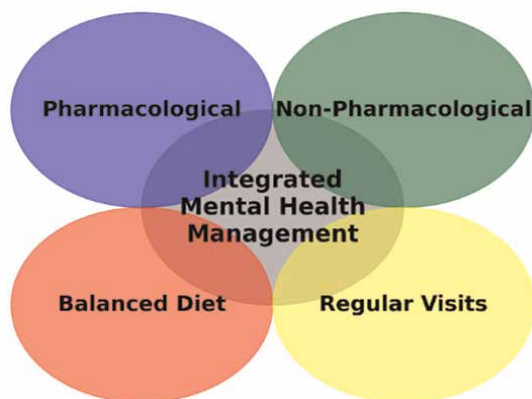 Pharmacological
Non-Pharmacological
Integrated
Mental Health
Management
Balanced Diet
Regular Visits